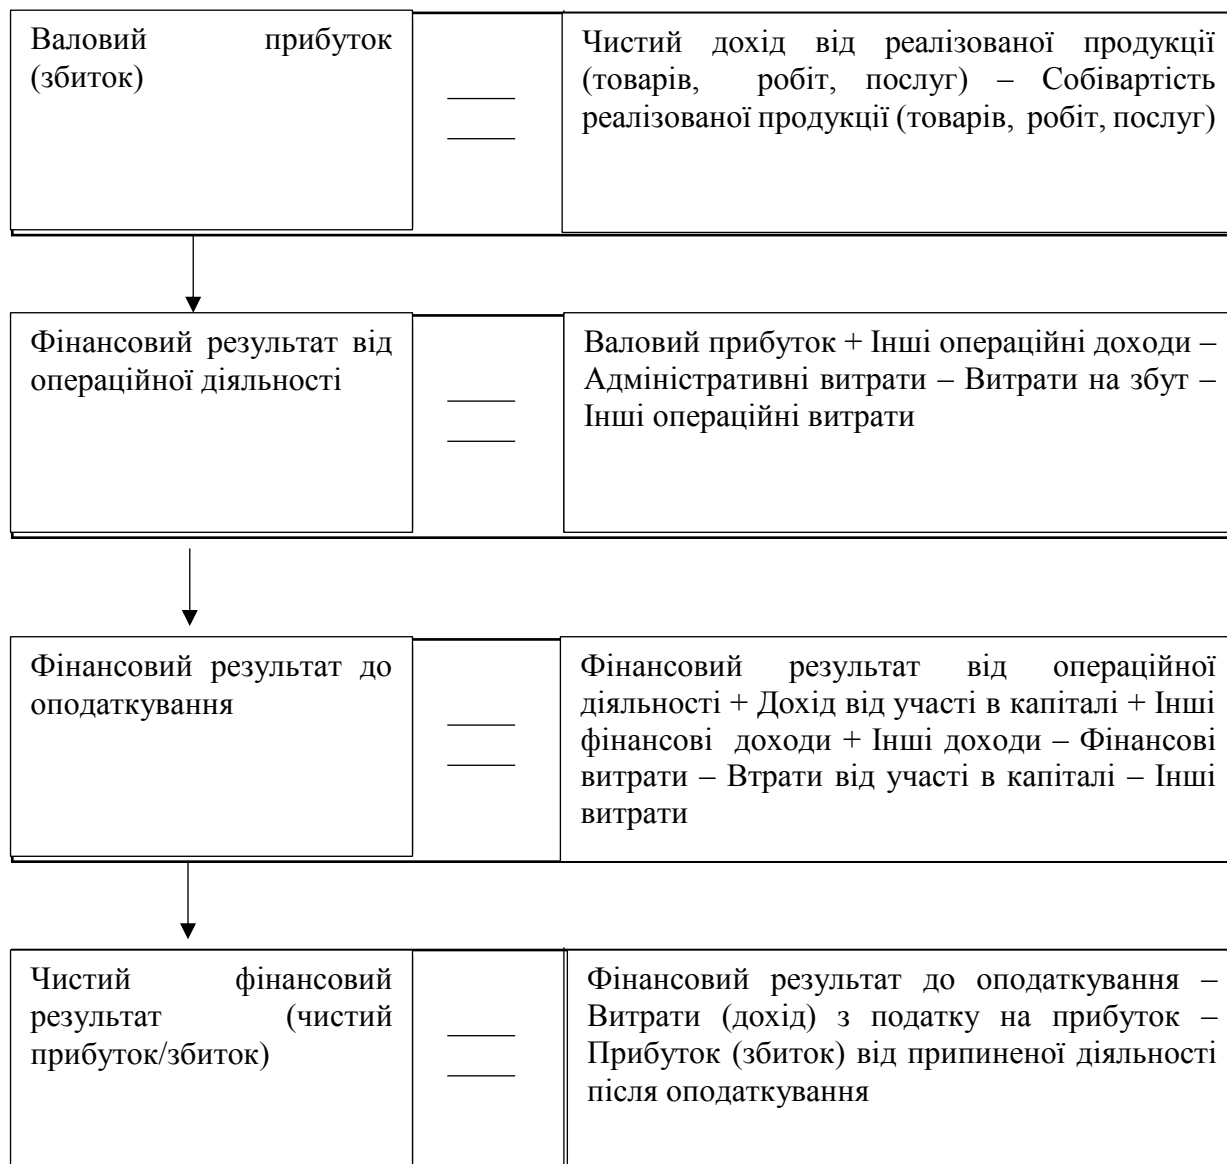 Валовий прибуток
(збиток)
Чистий дохід від реалізованої продукції
(товарів, робіт, послуг) – Собівартість
реалізованої продукції (товарів, робіт, послуг)
Фінансовий результат від
операційної діяльності
Валовий прибуток + Інші операційні доходи –
Адміністративні витрати – Витрати на збут –
Інші операційні витрати
Фінансовий результат до
оподаткування
Фінансовий результат від операційної
діяльності + Дохід від участі в капіталі + Інші
фінансові доходи + Інші доходи – Фінансові
витрати – Втрати від участі в капіталі – Інші
витрати
Чистий фінансовий
результат (чистий
прибуток/збиток)
Фінансовий результат до оподаткування –
Витрати (дохід) з податку на прибуток –
Прибуток (збиток) від припиненої діяльності
після оподаткування